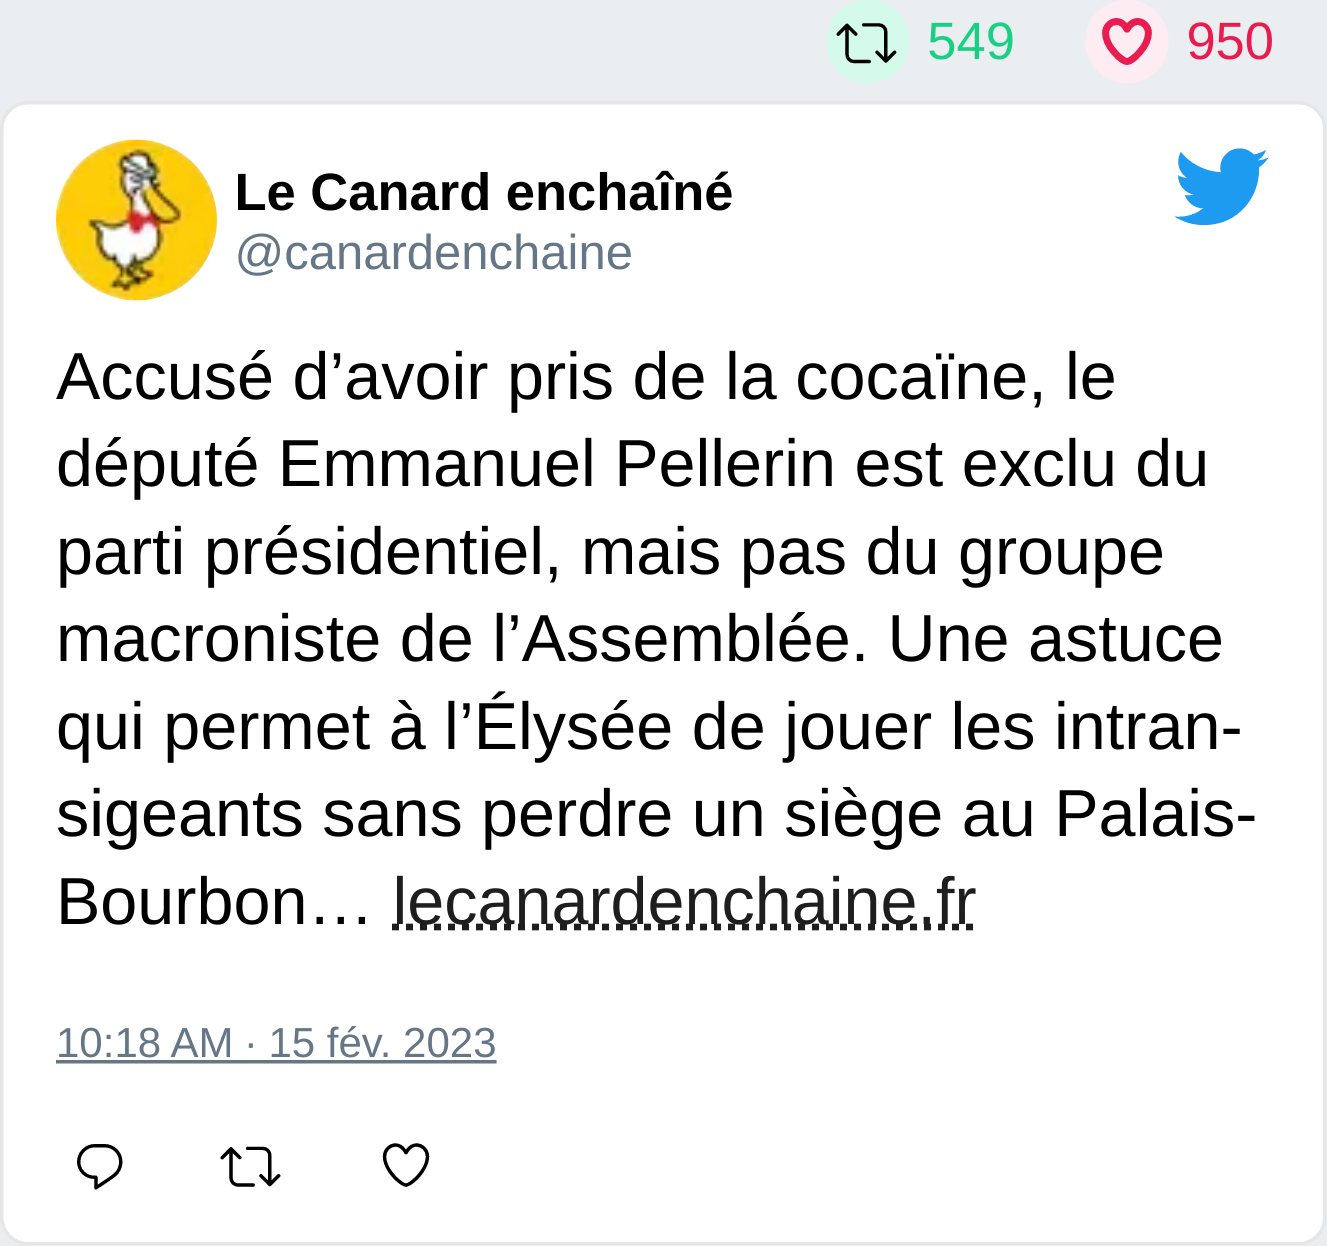 549 950
Le Canard enchaîné
@canardenchaine
Accusé d’avoir pris de la cocaïne, le
député Emmanuel Pellerin est exclu du
parti présidentiel, mais pas du groupe
macroniste de l’Assemblée. Une astuce
qui permet à l’Élysée de jouer les intran-
sigeants sans perdre un siège au Palais-
Bourbon… lecanardenchaine.fr
10:18 AM · 15 fév. 2023